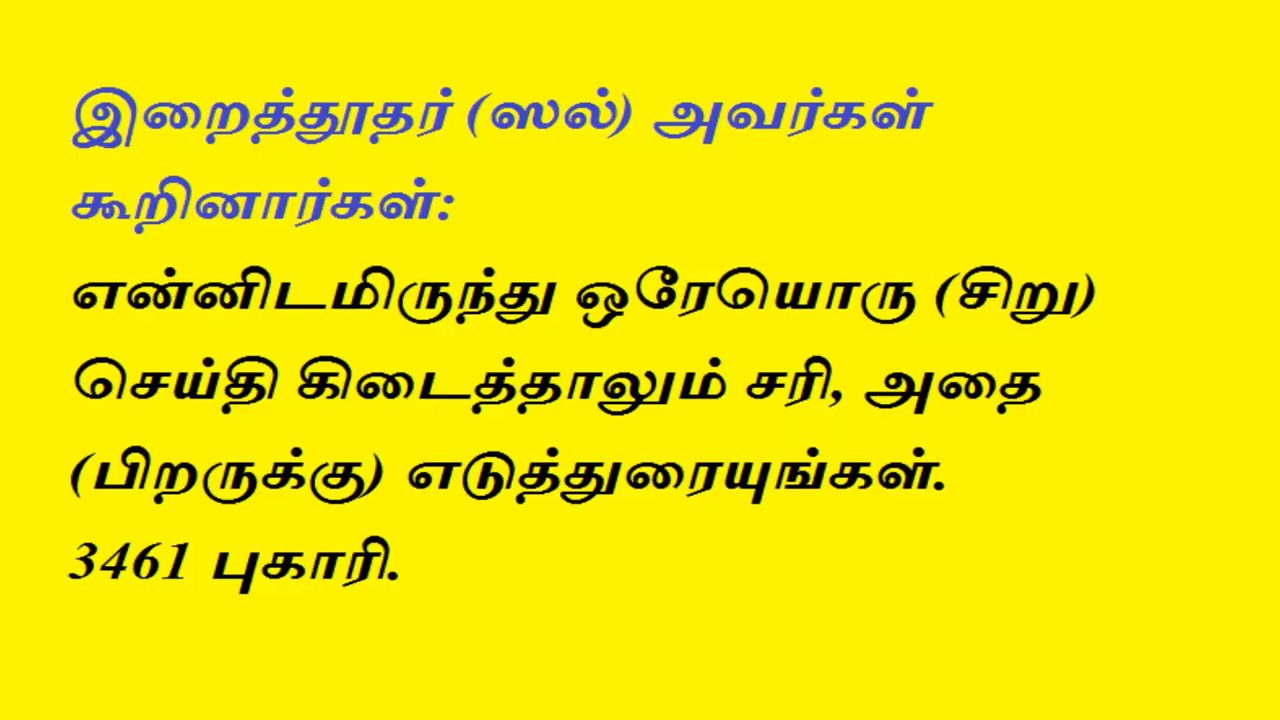 இறைத்தூதர் (ஸல்) அவர்கள்
கூறினார்கள்:
என்னிடமிருந்து ஒரேயொரு (சிறு)
செய்தி கிடைத்தாலும் சரி, அதை
(பிறருக்கு) எடுத்துரையுங்கள்.
3461 புகாரி.